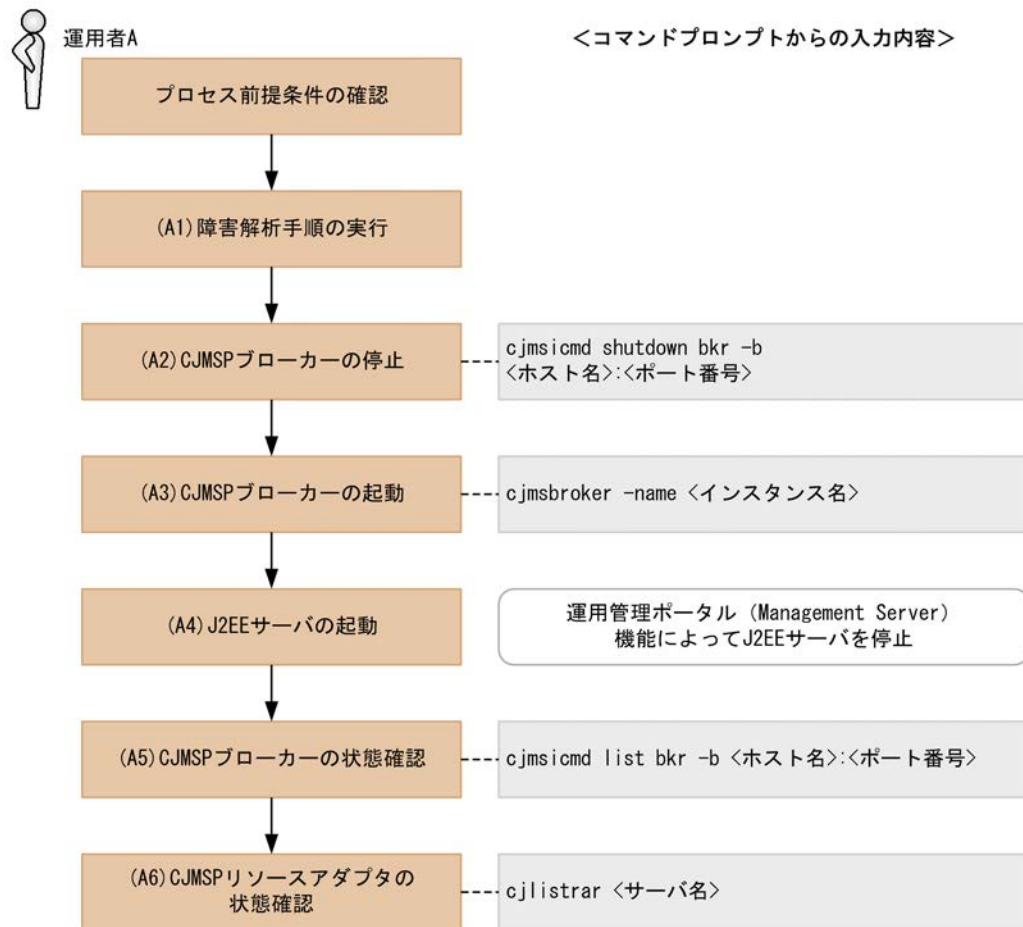 運用者A
<コマンドプロンプトからの入力内容>
プロセス前提条件の確認
(A1)障害解析手順の実行
(A2)CJMSPブローカーの停止
cjmsicmd shutdown bkr -b
<ホスト名>:<ポート番号>
(A3)CJMSPブローカーの起動
cjmsbroker -name <インスタンス名>
(A4)J2EEサーバの起動
運用管理ポータル (Management Server)
機能によってJ2EEサーバを停止
(A5)CJMSPブローカーの状態確認
cjmsicmd list bkr -b <ホスト名>:<ポート番号>
(A6)CJMSPリソースアダプタの
状態確認
cjlistrar <サーバ名>